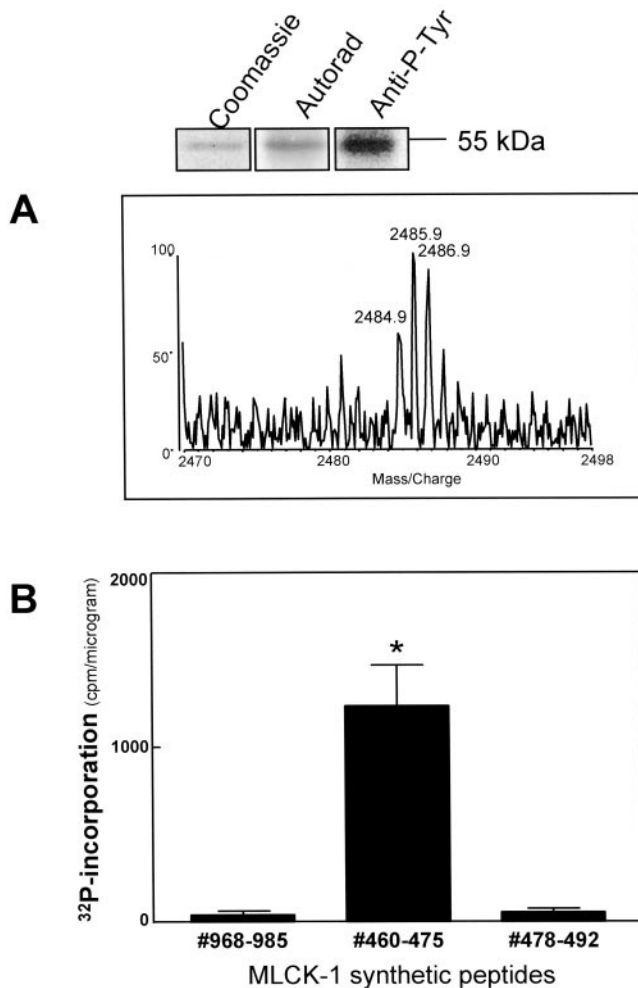 Coomassie
Autorad
Anti-P-Tyr
55 kDa
A
2485.9
2486.9
2484.9
100
50
0
2470
2480
2490
2498
Mass/Charge
B
³²P-incorporation (cpm/microgram)
2000
1000
0
*
#968-985
#460-475
#478-492
MLCK-1 synthetic peptides